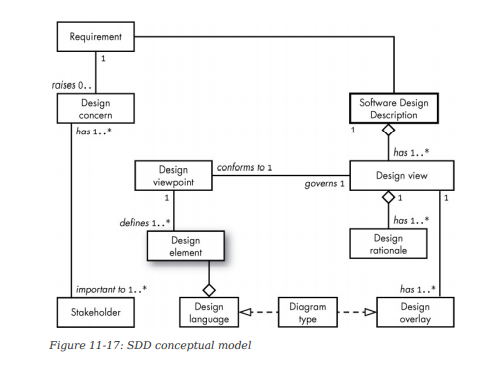 Requirement
1
raises 0..
Design
concern
has 1..*
Software Design
Description
1
has 1..*
Design
viewpoint
conforms to 1
governs 1
Design view
1
1
1
defines 1..*
has 1..*
Design
element
Design
rationale
important to 1..*
has 1..*
Stakeholder
Design
language
Diagram
type
Design
overlay
Figure 11-17: SDD conceptual model